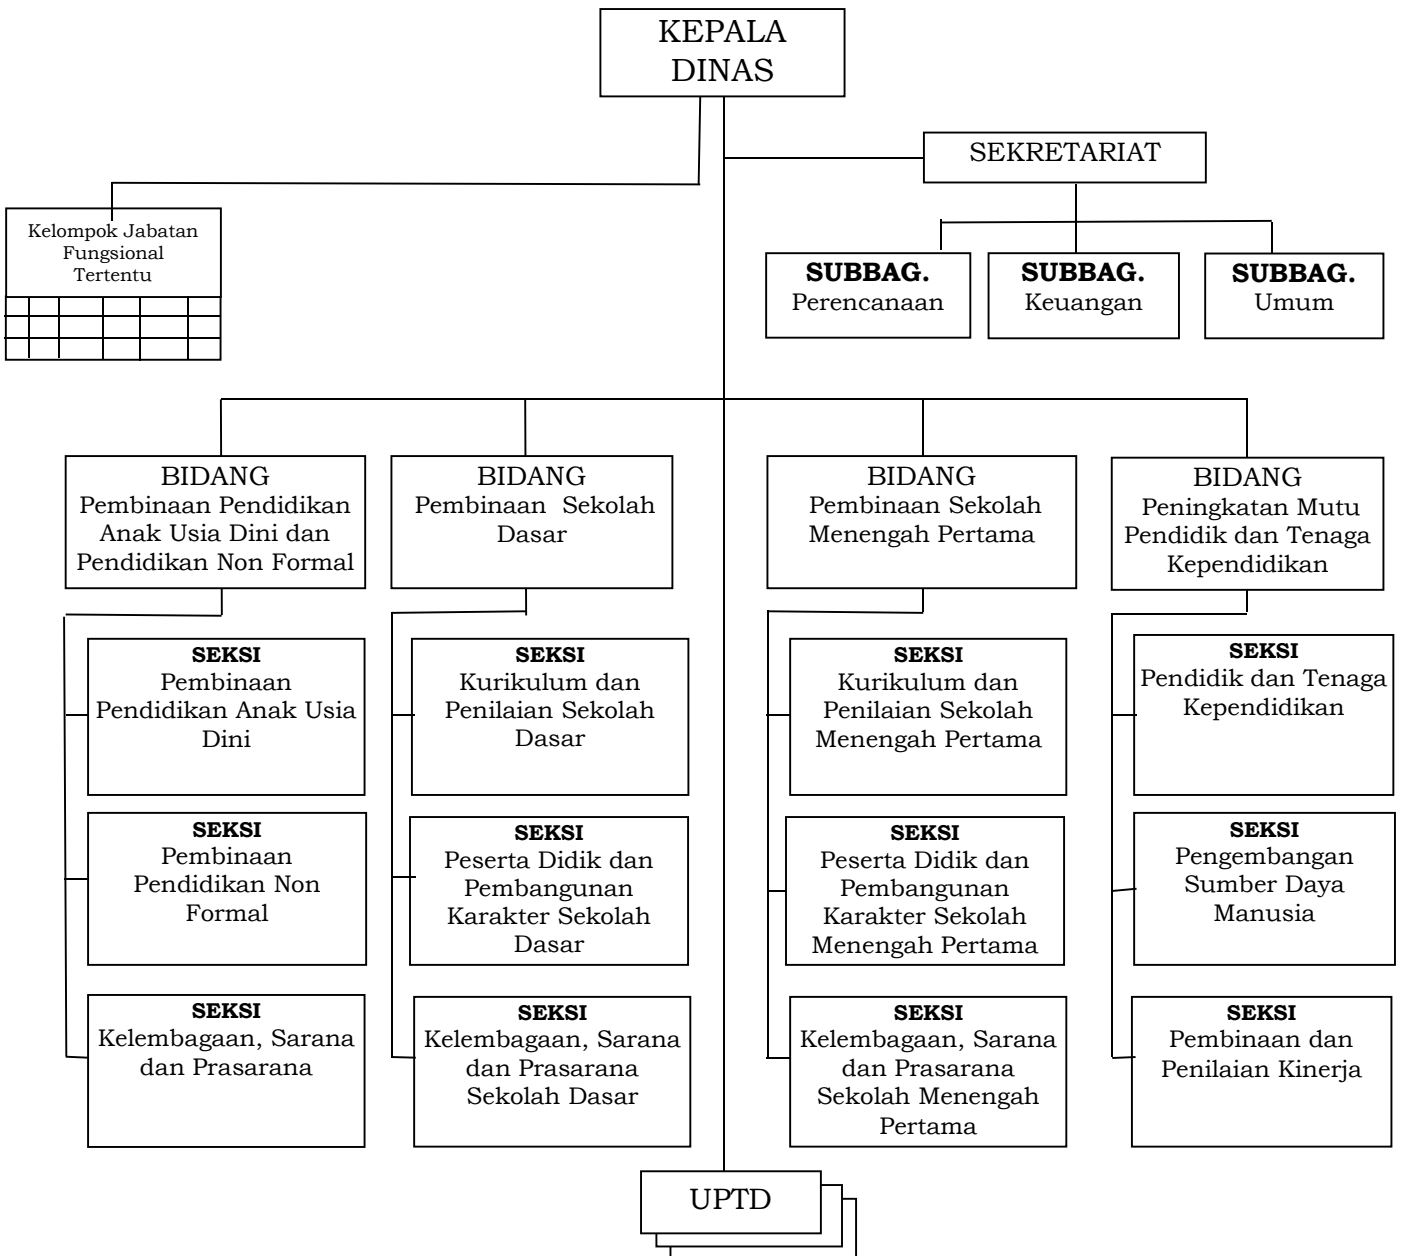 KEPALA
DINAS
SEKRETARIAT
Kelompok Jabatan
Fungsional
Tertentu
SUBBAG.
Perencanaan
SUBBAG.
Keuangan
SUBBAG.
Umum
BIDANG
Pembinaan Pendidikan
Anak Usia Dini dan
Pendidikan Non Formal
BIDANG
Pembinaan Sekolah
Dasar
BIDANG
Pembinaan Sekolah
Menengah Pertama
BIDANG
Peningkatan Mutu
Pendidik dan Tenaga
Kependidikan
SEKSI
Pembinaan
Pendidikan Anak Usia
Dini
SEKSI
Kurikulum dan
Penilaian Sekolah
Dasar
SEKSI
Kurikulum dan
Penilaian Sekolah
Menengah Pertama
SEKSI
Pendidik dan Tenaga
Kependidikan
SEKSI
Pembinaan
Pendidikan Non
Formal
SEKSI
Peserta Didik dan
Pembangunan
Karakter Sekolah
Dasar
SEKSI
Peserta Didik dan
Pembangunan
Karakter Sekolah
Menengah Pertama
SEKSI
Pengembangan
Sumber Daya
Manusia
SEKSI
Kelembagaan, Sarana
dan Prasarana
SEKSI
Kelembagaan, Sarana
dan Prasarana
Sekolah Dasar
SEKSI
Kelembagaan, Sarana
dan Prasarana
Sekolah Menengah
Pertama
SEKSI
Pembinaan dan
Penilaian Kinerja
UPTD